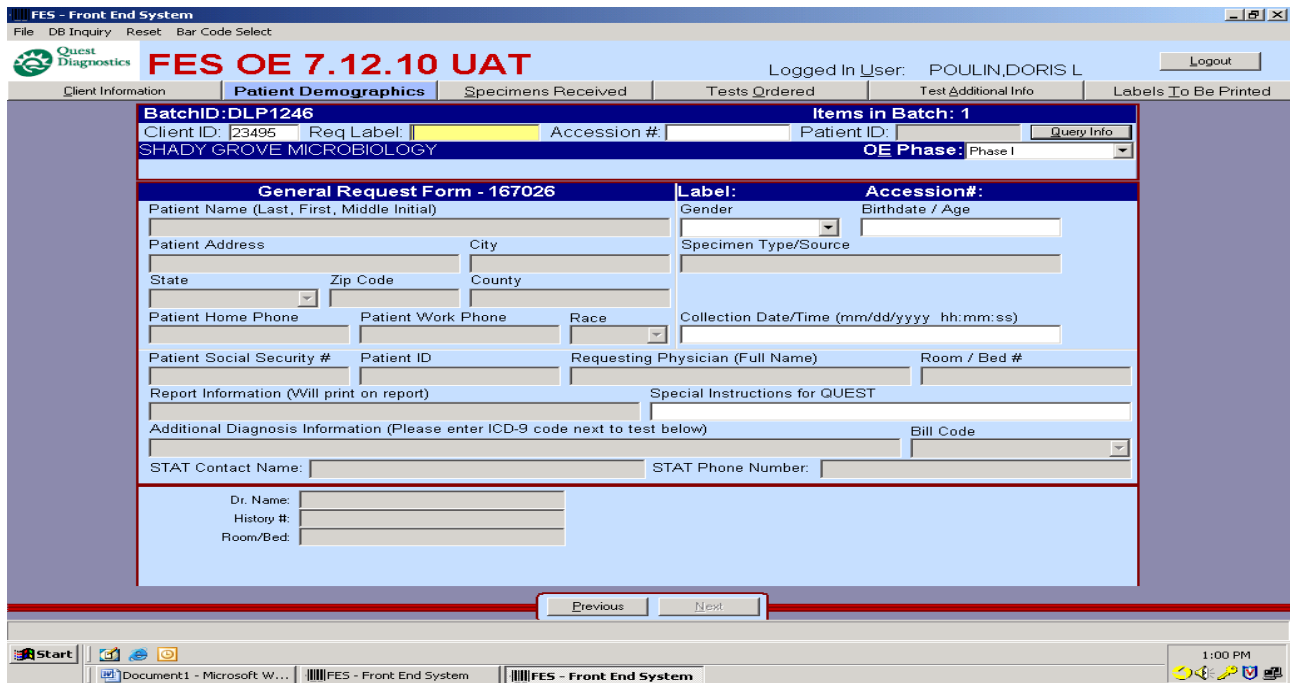 FES - Front End System
File DB Inquiry Reset Bar Code Select
Quest
Diagnostics
FES OE 7.12.10 UAT
Logged In User: POULIN,DORIS L
Logout
Client Information Patient Demographics Specimens Received Tests Ordered Test Additional Info Labels To Be Printed
BatchID:DLP1246 Items in Batch: 1
Client ID: 23495 Req Label: Accession #: Patient ID: Query Info
SHADY GROVE MICROBIOLOGY OE Phase: Phase I
General Request Form - 167026 Label: Accession#:
Patient Name (Last, First, Middle Initial) Gender Birthdate / Age
Patient Address City Specimen Type/Source
State Zip Code County
Patient Home Phone Patient Work Phone Race Collection Date/Time (mm/dd/yyyy hh:mm:ss)
Patient Social Security # Patient ID Requesting Physician (Full Name) Room / Bed #
Report Information (Will print on report) Special Instructions for QUEST
Additional Diagnosis Information (Please enter ICD-9 code next to test below) Bill Code
STAT Contact Name: STAT Phone Number:
Dr. Name:
History #:
Room/Bed:
Previous Next
Start 1:00 PM
Document1 - Microsoft W... FES - Front End System FES - Front End System